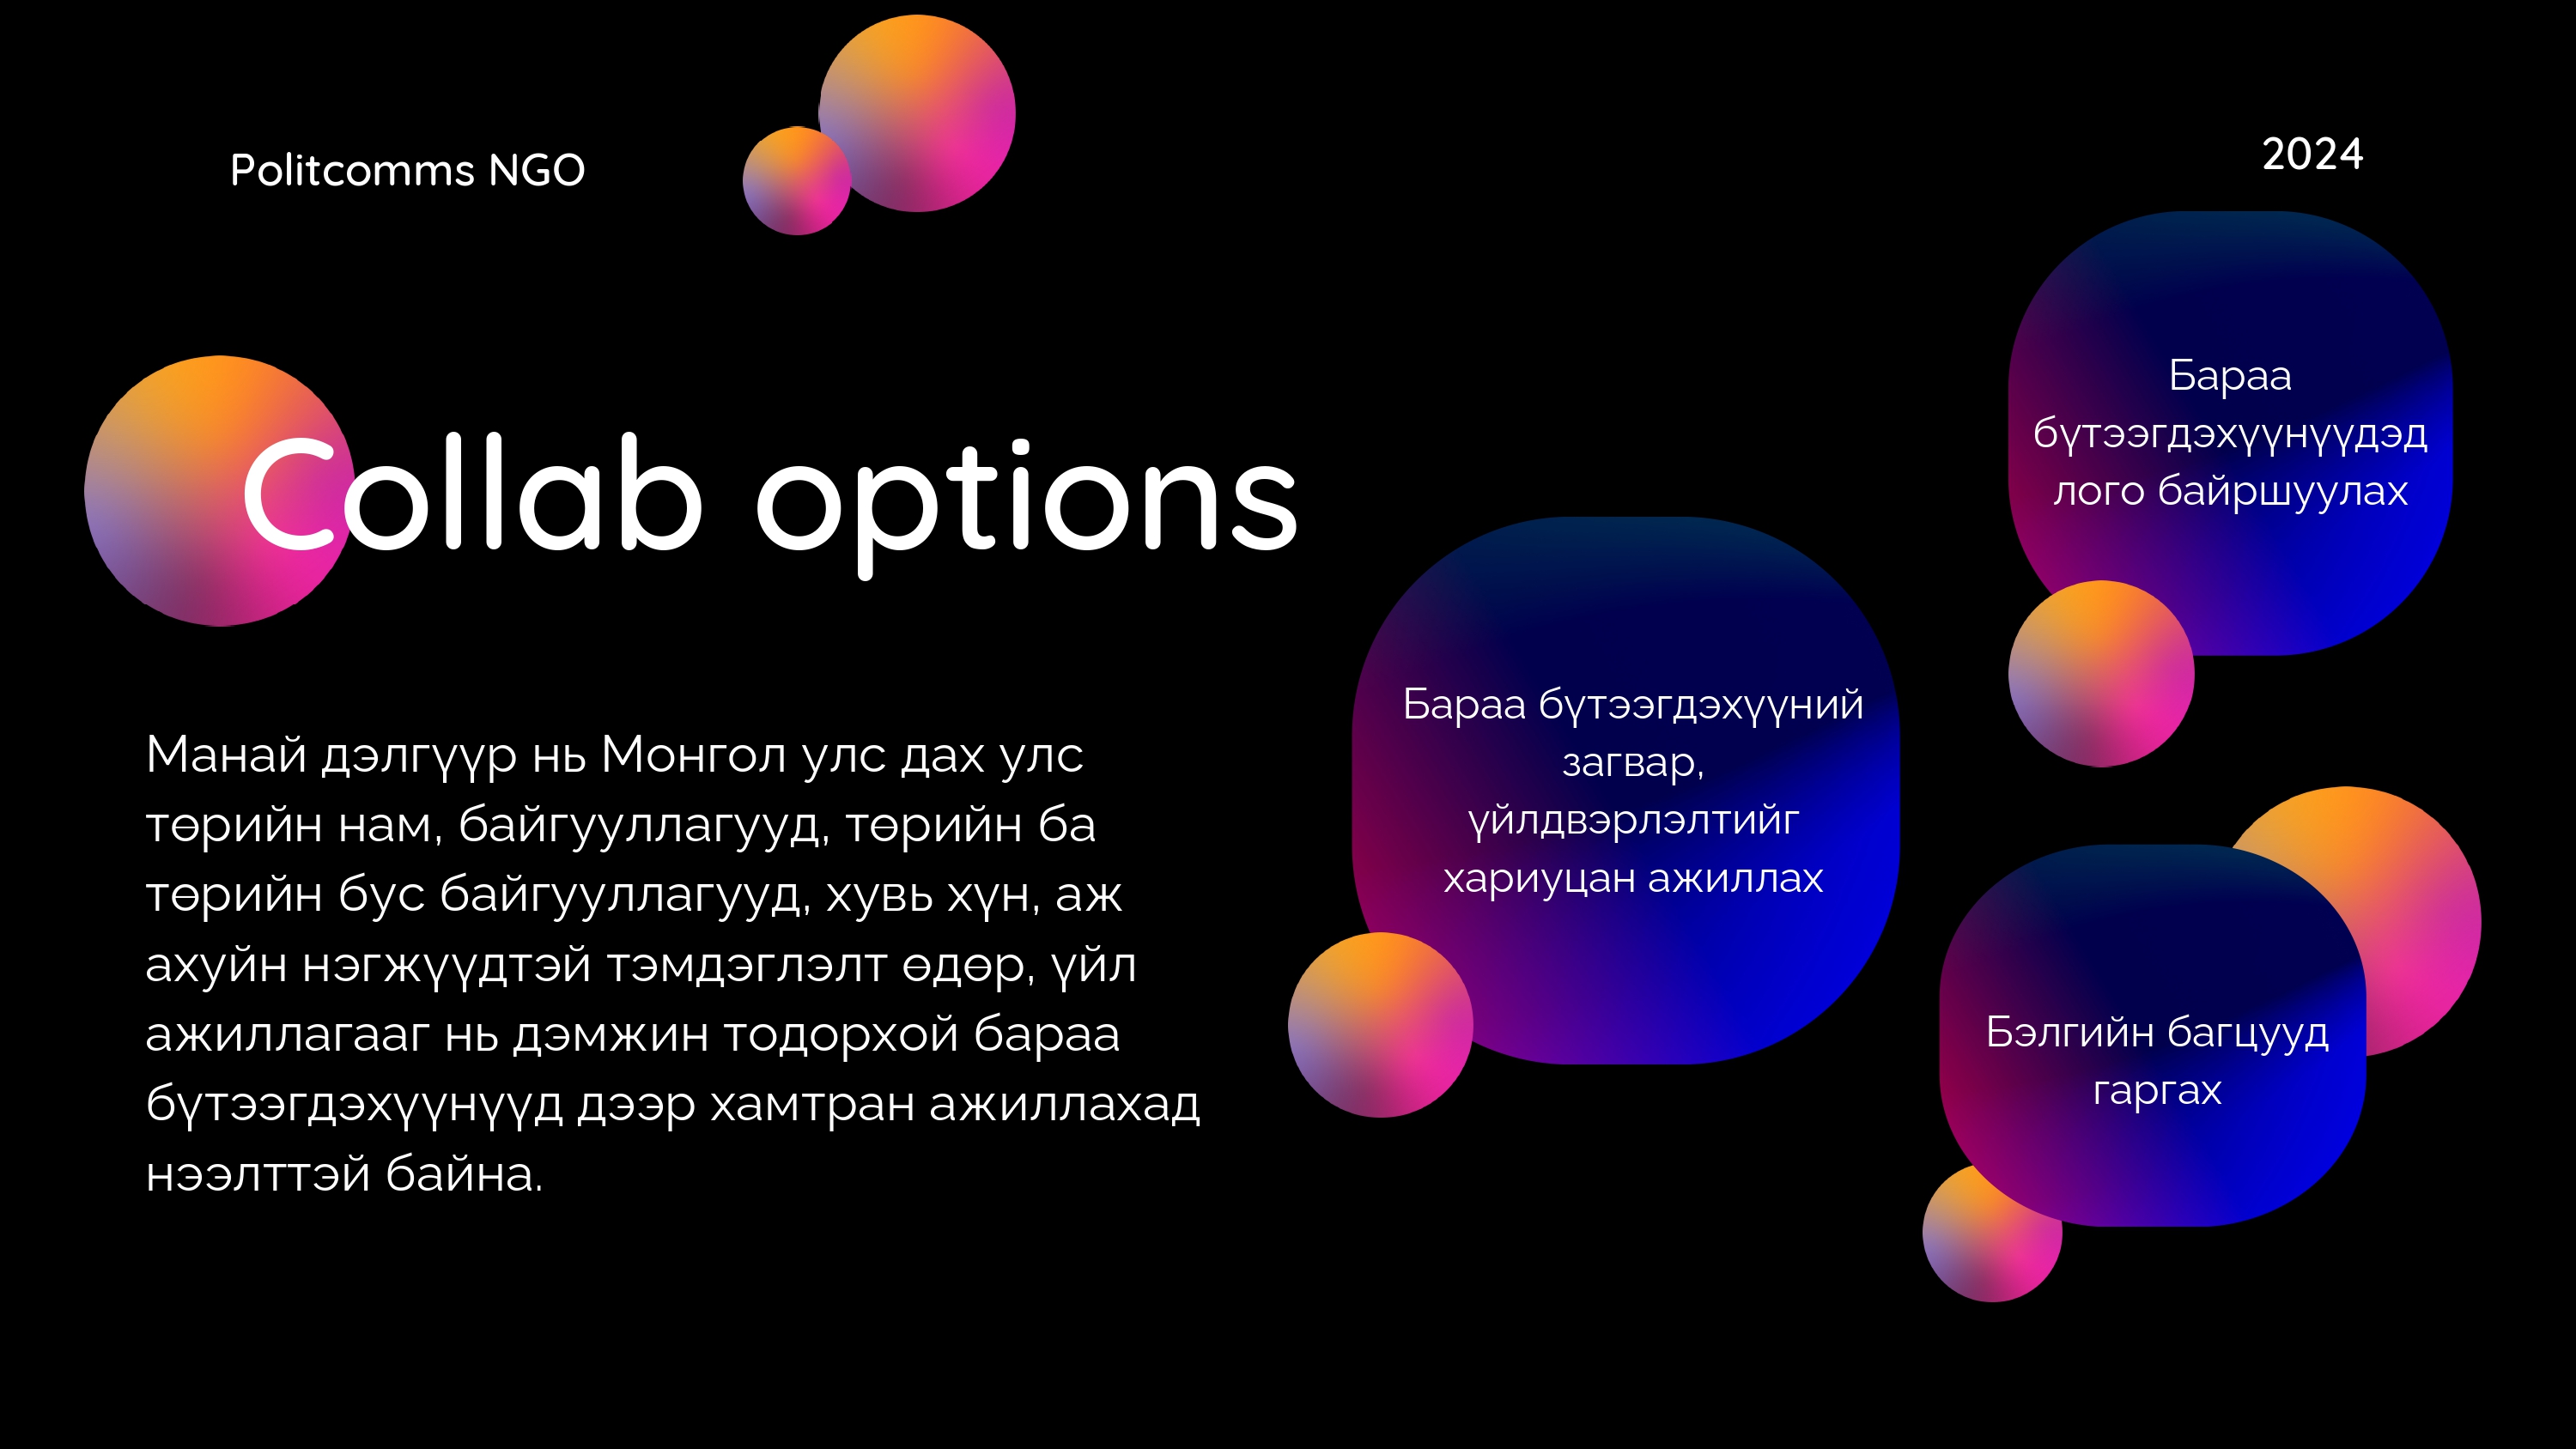 Politcomms NGO
2024
Collab options
Манай дэлгүүр нь Монгол улс дах улс
төрийн нам, байгууллагууд, төрийн ба
төрийн бус байгууллагууд, хувь хүн, аж
ахуйн нэгжүүдтэй тэмдэглэлт өдөр, үйл
ажиллагааг нь дэмжин тодорхой бараа
бүтээгдэхүүнүүд дээр хамтран ажиллахад
нээлттэй байна.
Бараа бүтээгдэхүүний
загвар,
үйлдвэрлэлтийг
хариуцан ажиллах
Бараа
бүтээгдэхүүнүүдэд
лого байршуулах
Бэлгийн багцууд
гаргах